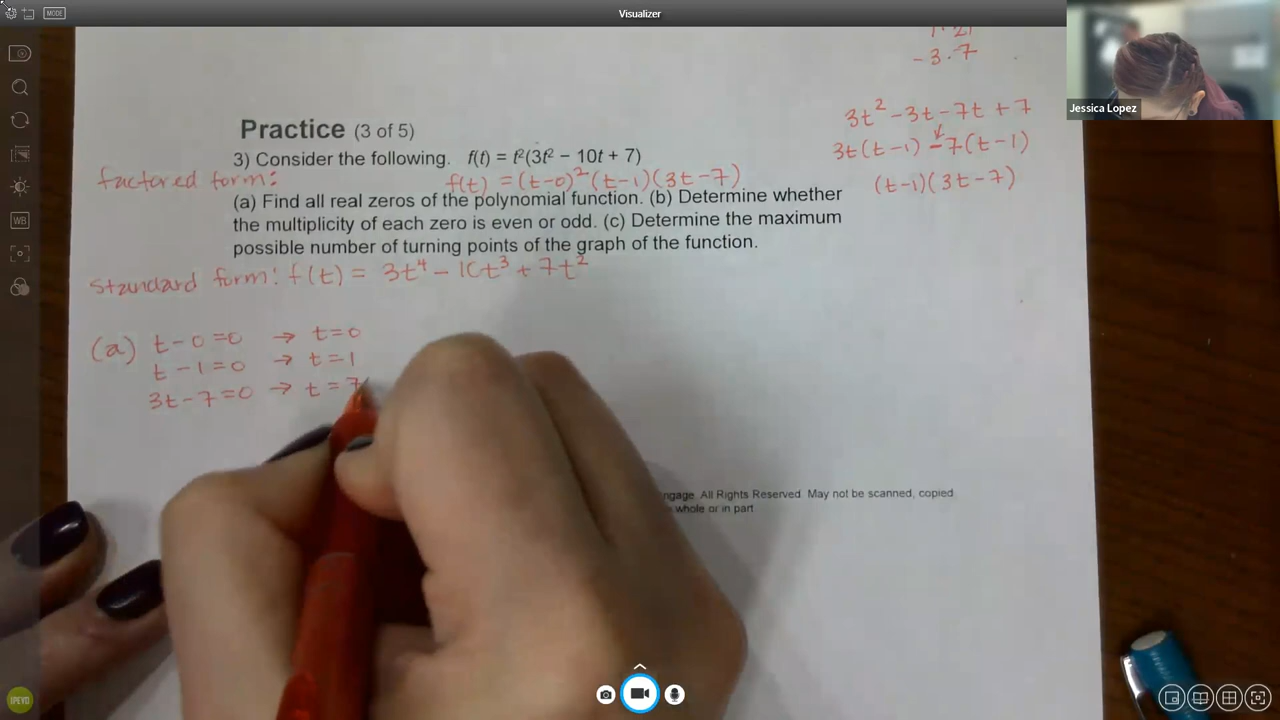 MODE
Visualizer
1·21
-3·7
Jessica Lopez
3t² - 3t - 7t + 7
3t(t-1) - 7(t-1)
(t-1)(3t-7)
Practice (3 of 5)
3) Consider the following. f(t) = t²(3t² − 10t + 7)
factored form: f(t) = (t-0)²(t-1)(3t-7)
(a) Find all real zeros of the polynomial function. (b) Determine whether
the multiplicity of each zero is even or odd. (c) Determine the maximum
possible number of turning points of the graph of the function.
Standard form: f(t) = 3t⁴ - 10t³ + 7t²
(a) t-0=0 → t=0
t-1=0 → t=1
3t-7=0 → t=7
All Rights Reserved. May not be scanned, copied
whole or in part
WB
IPEVO